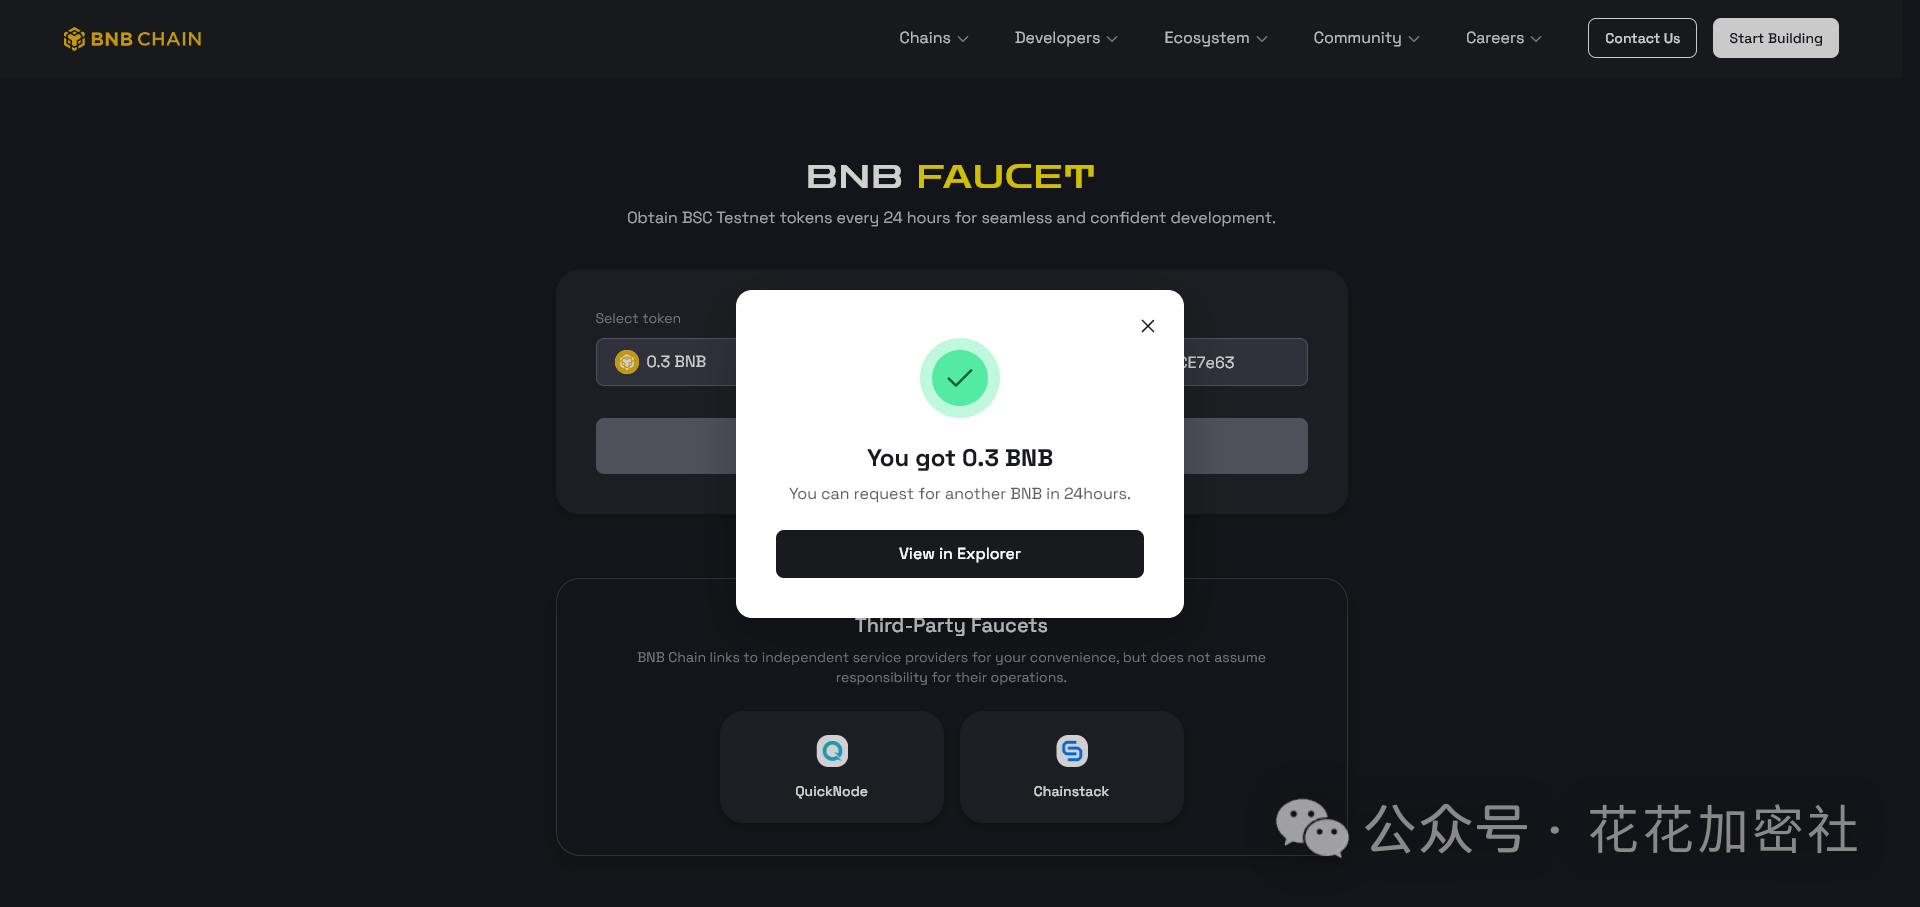 BNB CHAIN
Chains
Developers
Ecosystem
Community
Careers
Contact Us
Start Building
BNB FAUCET
Obtain BSC Testnet tokens every 24 hours for seamless and confident development.
Select token
0.3 BNB
CE7e63
You got 0.3 BNB
You can request for another BNB in 24hours.
View in Explorer
Third-Party Faucets
BNB Chain links to independent service providers for your convenience, but does not assume
responsibility for their operations.
QuickNode
Chainstack
公众号 · 花花加密社